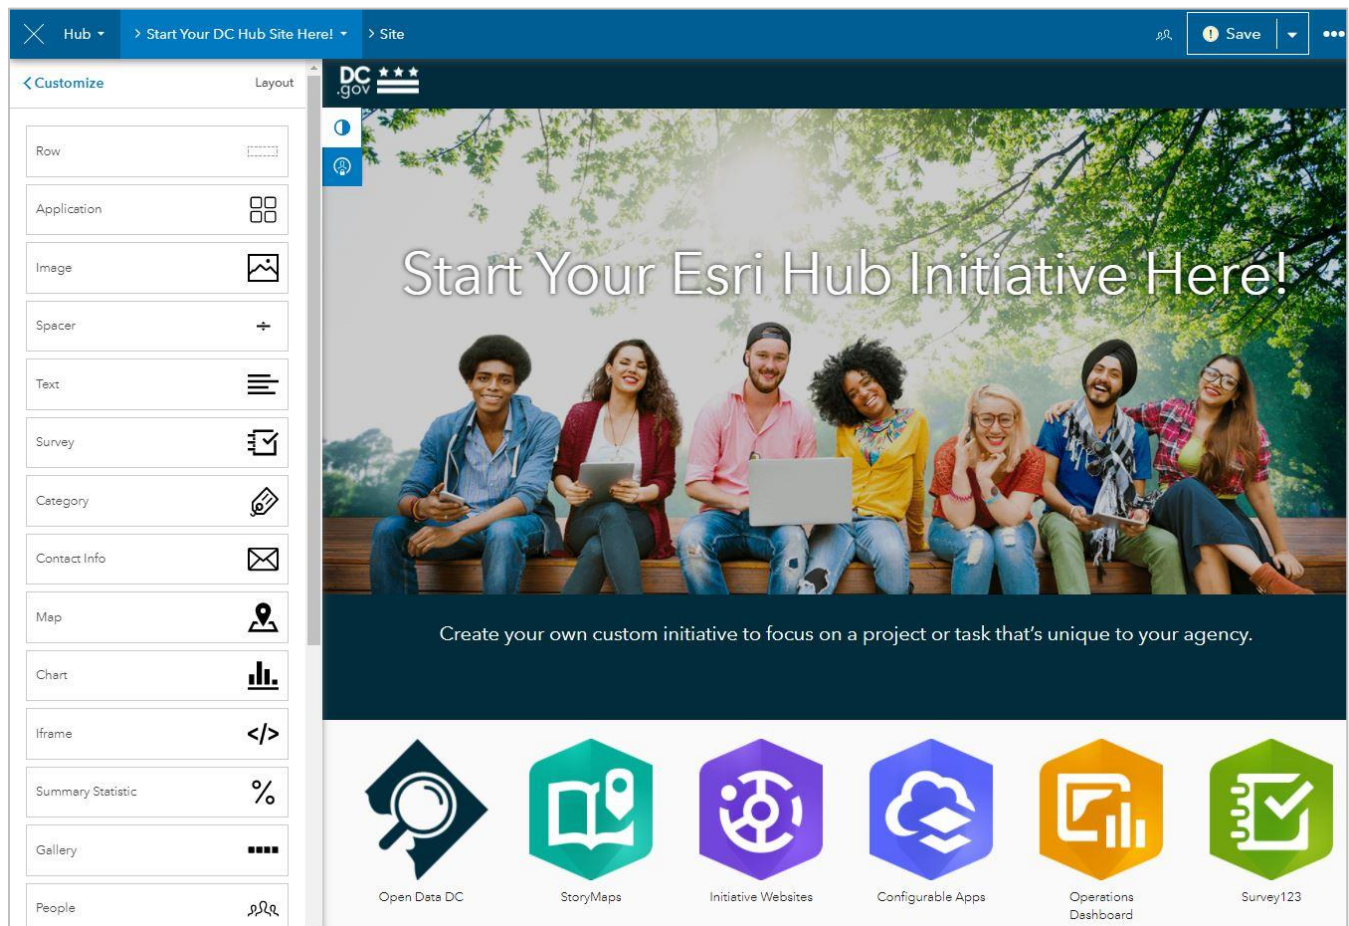 Hub
> Start Your DC Hub Site Here!
> Site
! Save
Customize
Layout
Row
Application
Image
Spacer
Text
Survey
Category
Contact Info
Map
Chart
Iframe
</>
Summary Statistic
%
Gallery
People
DC
.gov
Start Your Esri Hub Initiative Here!
Create your own custom initiative to focus on a project or task that’s unique to your agency.
Open Data DC
StoryMaps
Initiative Websites
Configurable Apps
Operations
Dashboard
Survey123